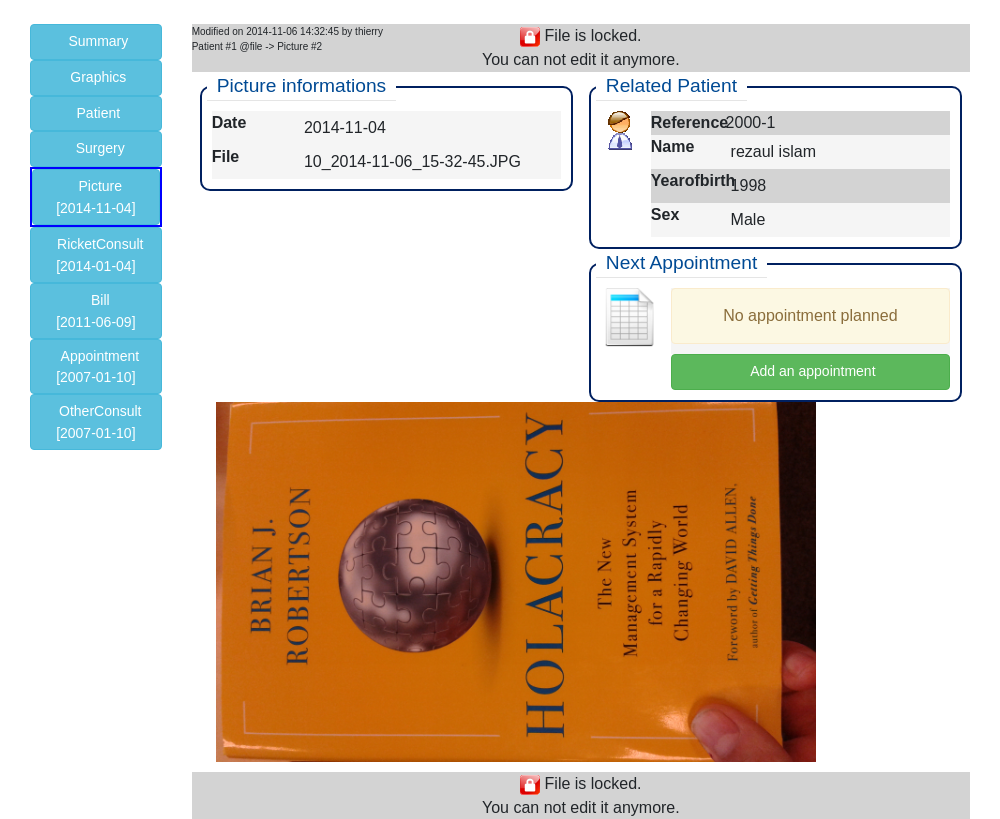 Summary
Graphics
Patient
Surgery
Picture
[2014-11-04]
RicketConsult
[2014-01-04]
Bill
[2011-06-09]
Appointment
[2007-01-10]
OtherConsult
[2007-01-10]
Modified on 2014-11-06 14:32:45 by thierry
Patient #1 @file -> Picture #2
File is locked.
You can not edit it anymore.
Picture informations
Date 2014-11-04
File 10_2014-11-06_15-32-45.JPG
Related Patient
Reference 2000-1
Name rezaul islam
Yearofbirth 1998
Sex Male
Next Appointment
No appointment planned
Add an appointment
BRIAN J.
ROBERTSON
HOLACRACY
The New
Management System
for a Rapidly
Changing World
Foreword by DAVID ALLEN,
author of Getting Things Done
File is locked.
You can not edit it anymore.